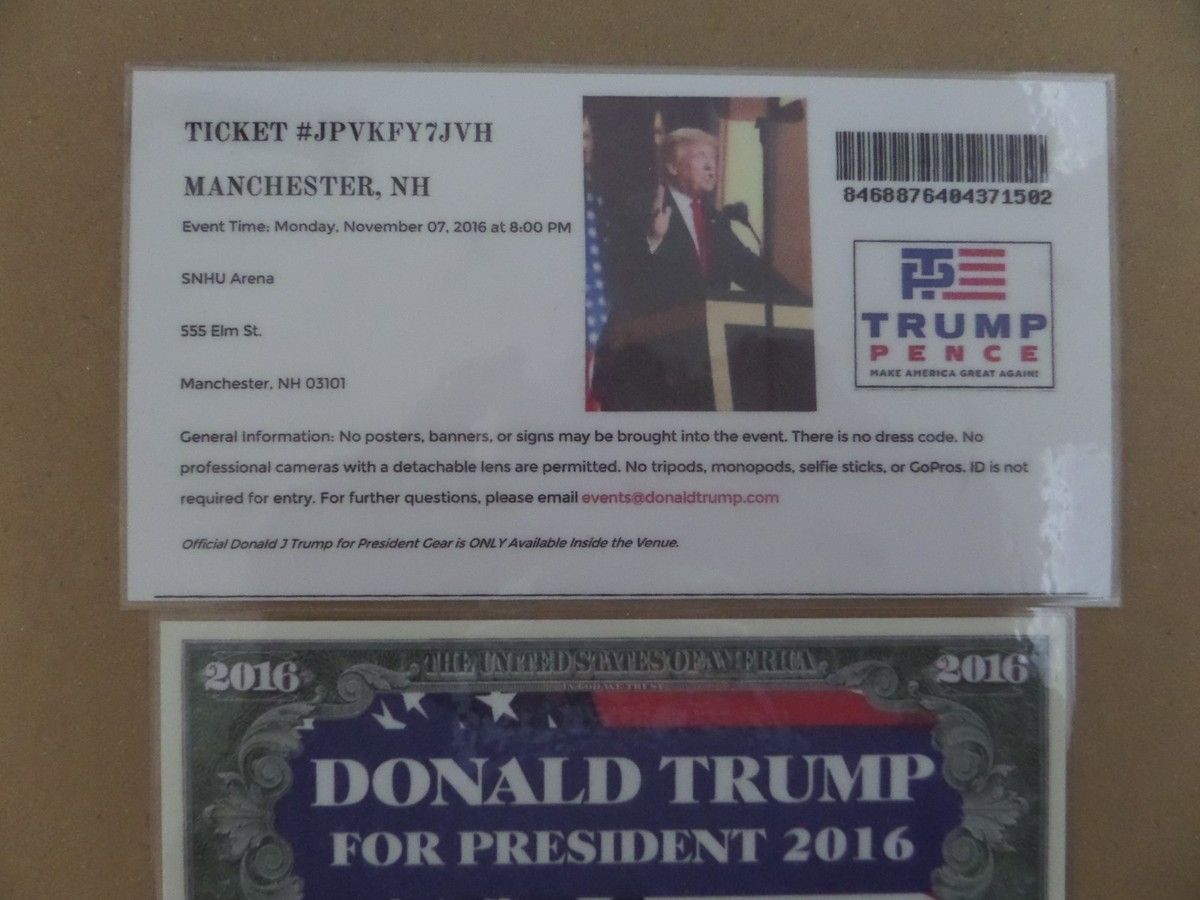 TICKET #JPVKFY7JVH
MANCHESTER, NH
Event Time: Monday, November 07, 2016 at 8:00 PM
SNHU Arena
555 Elm St.
Manchester, NH 03101
8468876404371502
TP
TRUMP
PENCE
MAKE AMERICA GREAT AGAIN!
General Information: No posters, banners, or signs may be brought into the event. There is no dress code. No
professional cameras with a detachable lens are permitted. No tripods, monopods, selfie sticks, or GoPros. ID is not
required for entry. For further questions, please email events@donaldtrump.com
Official Donald J Trump for President Gear is ONLY Available Inside the Venue.
2016 THE UNITED STATES OF AMERICA 2016
IN GOD WE TRUST
DONALD TRUMP
FOR PRESIDENT 2016